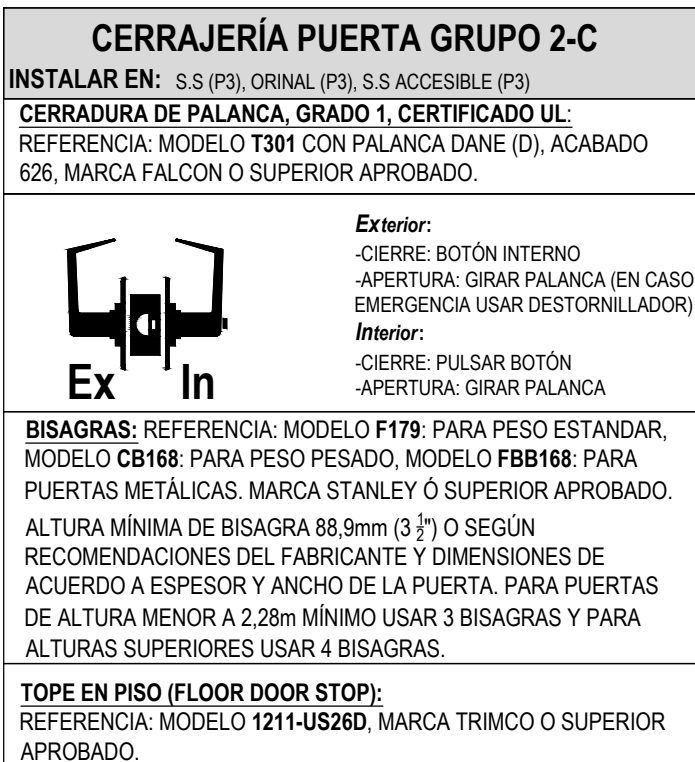 CERRAJERÍA PUERTA GRUPO 2-C
INSTALAR EN: S.S (P3), ORINAL (P3), S.S ACCESIBLE (P3)
CERRADURA DE PALANCA, GRADO 1, CERTIFICADO UL:
REFERENCIA: MODELO T301 CON PALANCA DANE (D), ACABADO
626, MARCA FALCON O SUPERIOR APROBADO.
Exterior:
-CIERRE: BOTÓN INTERNO
-APERTURA: GIRAR PALANCA (EN CASO
EMERGENCIA USAR DESTORNILLADOR)
Interior:
-CIERRE: PULSAR BOTÓN
-APERTURA: GIRAR PALANCA
Ex In
BISAGRAS: REFERENCIA: MODELO F179: PARA PESO ESTANDAR,
MODELO CB168: PARA PESO PESADO, MODELO FBB168: PARA
PUERTAS METÁLICAS. MARCA STANLEY Ó SUPERIOR APROBADO.
ALTURA MÍNIMA DE BISAGRA 88,9mm (3 ½") O SEGÚN
RECOMENDACIONES DEL FABRICANTE Y DIMENSIONES DE
ACUERDO A ESPESOR Y ANCHO DE LA PUERTA. PARA PUERTAS
DE ALTURA MENOR A 2,28m MÍNIMO USAR 3 BISAGRAS Y PARA
ALTURAS SUPERIORES USAR 4 BISAGRAS.
TOPE EN PISO (FLOOR DOOR STOP):
REFERENCIA: MODELO 1211-US26D, MARCA TRIMCO O SUPERIOR
APROBADO.